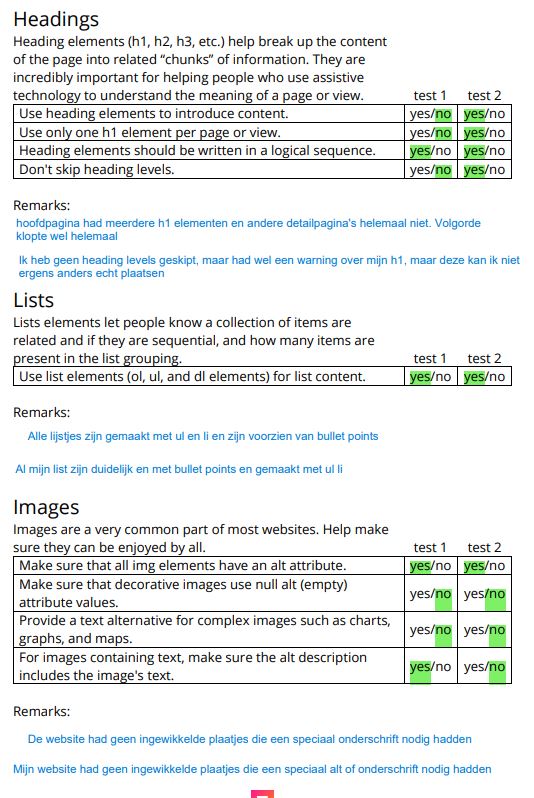 Headings
Heading elements (h1, h2, h3, etc.) help break up the content
of the page into related “chunks” of information. They are
incredibly important for helping people who use assistive
technology to understand the meaning of a page or view. test 1 test 2
Use heading elements to introduce content. yes/no yes/no
Use only one h1 element per page or view. yes/no yes/no
Heading elements should be written in a logical sequence. yes/no yes/no
Don't skip heading levels. yes/no yes/no
Remarks:
hoofdpagina had meerdere h1 elementen en andere detailpagina's helemaal niet. Volgorde
klopte wel helemaal
Ik heb geen heading levels geskipt, maar had wel een warning over mijn h1, maar deze kan ik niet
ergens anders echt plaatsen
Lists
Lists elements let people know a collection of items are
related and if they are sequential, and how many items are
present in the list grouping. test 1 test 2
Use list elements (ol, ul, and dl elements) for list content. yes/no yes/no
Remarks:
Alle lijstjes zijn gemaakt met ul en li en zijn voorzien van bullet points
Al mijn list zijn duidelijk en met bullet points en gemaakt met ul li
Images
Images are a very common part of most websites. Help make
sure they can be enjoyed by all. test 1 test 2
Make sure that all img elements have an alt attribute. yes/no yes/no
Make sure that decorative images use null alt (empty)
attribute values. yes/no yes/no
Provide a text alternative for complex images such as charts,
graphs, and maps. yes/no yes/no
For images containing text, make sure the alt description
includes the image's text. yes/no yes/no
Remarks:
De website had geen ingewikkelde plaatjes die een speciaal onderschrift nodig hadden
Mijn website had geen ingewikkelde plaatjes die een speciaal alt of onderschrift nodig hadden